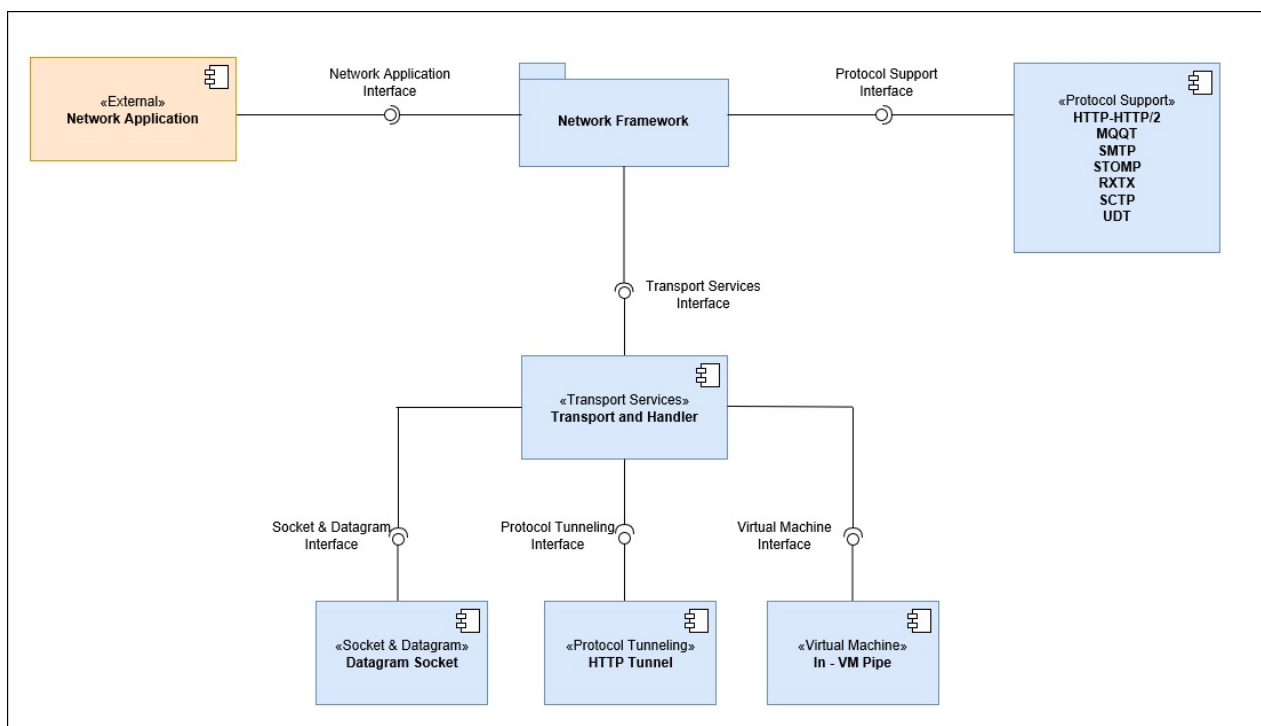 «External»
Network Application
Network Application
Interface
Network Framework
Protocol Support
Interface
«Protocol Support»
HTTP-HTTP/2
MQQT
SMTP
STOMP
RXTX
SCTP
UDT
Transport Services
Interface
«Transport Services»
Transport and Handler
Socket & Datagram
Interface
Protocol Tunneling
Interface
Virtual Machine
Interface
«Socket & Datagram»
Datagram Socket
«Protocol Tunneling»
HTTP Tunnel
«Virtual Machine»
In - VM Pipe